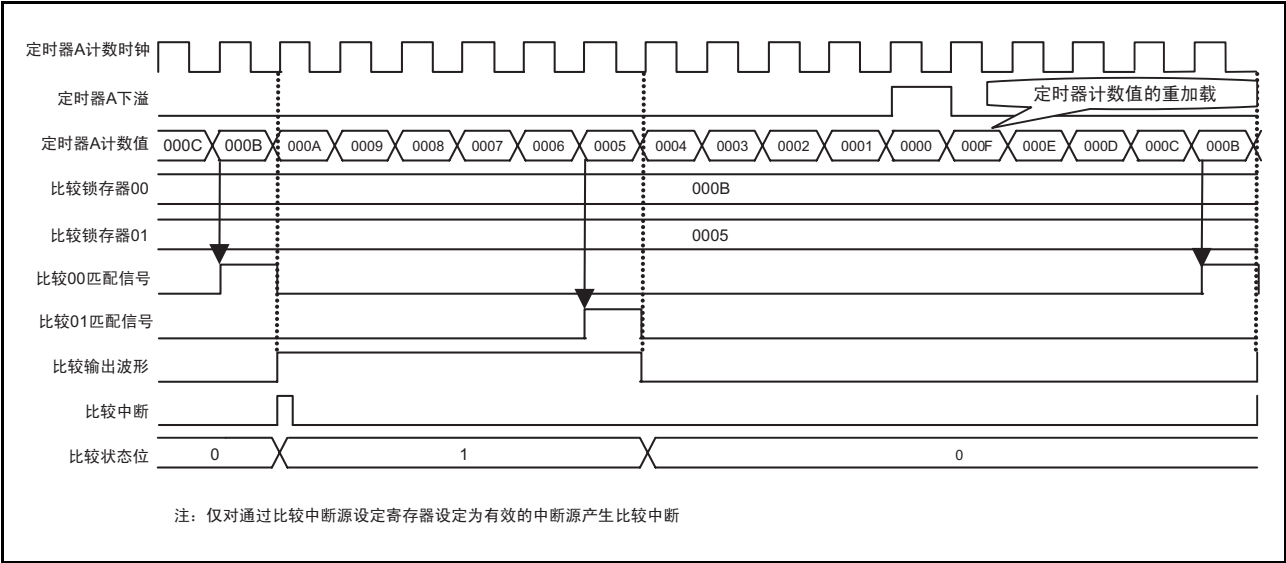 定时器A计数时钟
定时器A下溢
定时器计数值的重加载
定时器A计数值 000C 000B 000A 0009 0008 0007 0006 0005 0004 0003 0002 0001 0000 000F 000E 000D 000C 000B
比较锁存器00 000B
比较锁存器01 0005
比较00匹配信号
比较01匹配信号
比较输出波形
比较中断
比较状态位 0 1 0
注：仅对通过比较中断源设定寄存器设定为有效的中断源产生比较中断